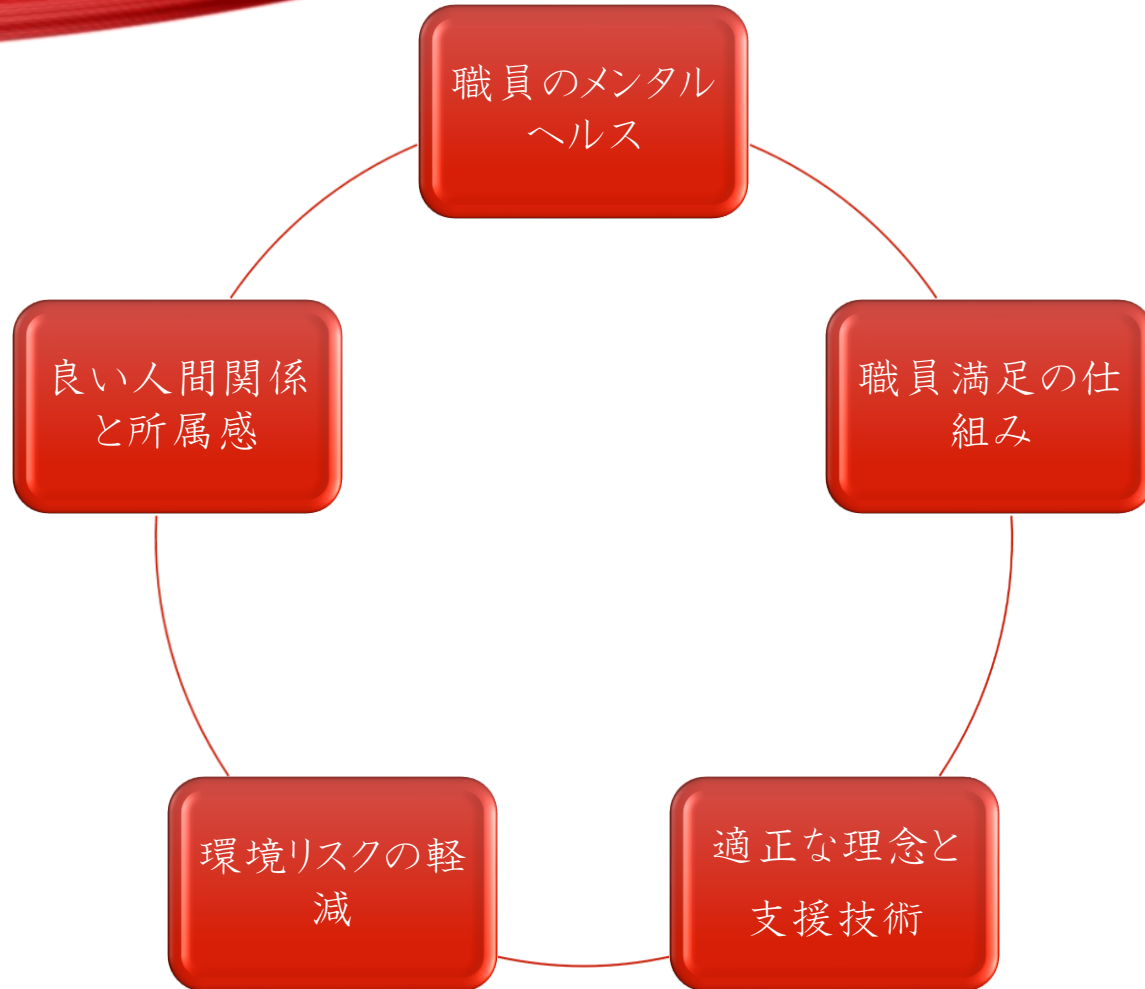 職員のメンタル
ヘルス
職員満足の仕
組み
適正な理念と
支援技術
環境リスクの軽
減
良い人間関係
と所属感